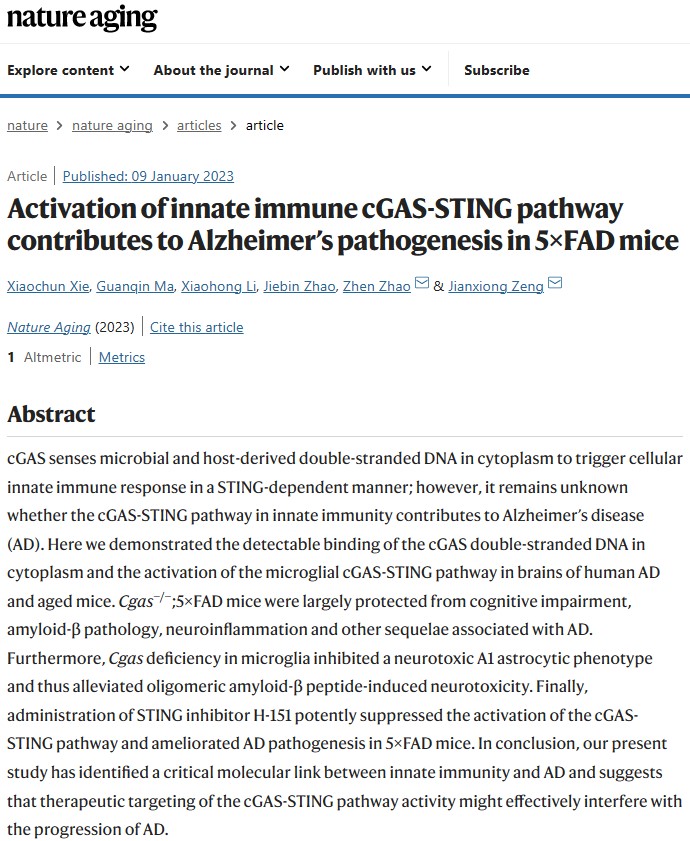 nature aging
Explore content About the journal Publish with us Subscribe
nature > nature aging > articles > article
Article | Published: 09 January 2023
Activation of innate immune cGAS-STING pathway
contributes to Alzheimer's pathogenesis in 5×FAD mice
Xiaochun Xie, Guanqin Ma, Xiaohong Li, Jiebin Zhao, Zhen Zhao & Jianxiong Zeng
Nature Aging (2023) | Cite this article
1 Altmetric | Metrics
Abstract
cGAS senses microbial and host-derived double-stranded DNA in cytoplasm to trigger cellular
innate immune response in a STING-dependent manner; however, it remains unknown
whether the cGAS-STING pathway in innate immunity contributes to Alzheimer's disease
(AD). Here we demonstrated the detectable binding of the cGAS double-stranded DNA in
cytoplasm and the activation of the microglial cGAS-STING pathway in brains of human AD
and aged mice. Cgas−/−;5×FAD mice were largely protected from cognitive impairment,
amyloid-β pathology, neuroinflammation and other sequelae associated with AD.
Furthermore, Cgas deficiency in microglia inhibited a neurotoxic A1 astrocytic phenotype
and thus alleviated oligomeric amyloid-β peptide-induced neurotoxicity. Finally,
administration of STING inhibitor H-151 potently suppressed the activation of the cGAS-
STING pathway and ameliorated AD pathogenesis in 5×FAD mice. In conclusion, our present
study has identified a critical molecular link between innate immunity and AD and suggests
that therapeutic targeting of the cGAS-STING pathway activity might effectively interfere with
the progression of AD.